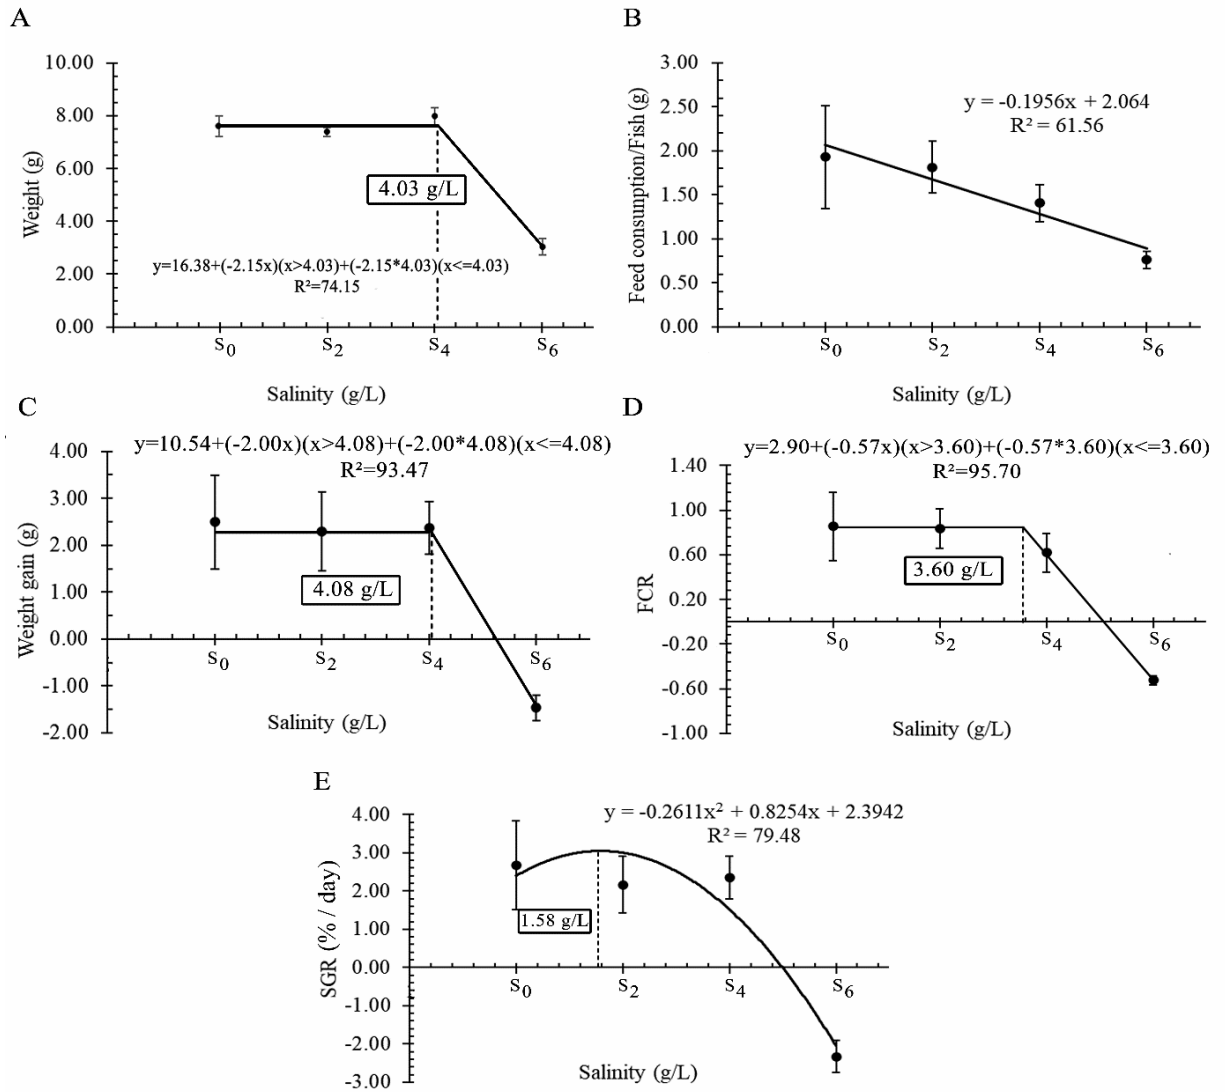 A
10.00
8.00
6.00
4.00
2.00
0.00
Weight (g)
4.03 g/L
y=16.38+(-2.15x)(x>4.03)+(-2.15*4.03)(x<=4.03)
R²=74.15
S0 S2 S4 S6
Salinity (g/L)
B
3.00
2.50
2.00
1.50
1.00
0.50
0.00
Feed consumption/Fish (g)
y = -0.1956x + 2.064
R² = 61.56
S0 S2 S4 S6
Salinity (g/L)
C
y=10.54+(-2.00x)(x>4.08)+(-2.00*4.08)(x<=4.08)
R²=93.47
4.00
3.00
2.00
1.00
0.00
-1.00
-2.00
Weight gain (g)
4.08 g/L
S0 S2 S4 S6
Salinity (g/L)
D
y=2.90+(-0.57x)(x>3.60)+(-0.57*3.60)(x<=3.60)
R²=95.70
1.40
1.00
0.60
0.20
-0.20
-0.60
-1.00
FCR
3.60 g/L
S0 S2 S4 S6
Salinity (g/L)
E
4.00
3.00
2.00
1.00
0.00
-1.00
-2.00
-3.00
SGR (% / day)
y = -0.2611x² + 0.8254x + 2.3942
R² = 79.48
1.58 g/L
S0 S2 S4 S6
Salinity (g/L)